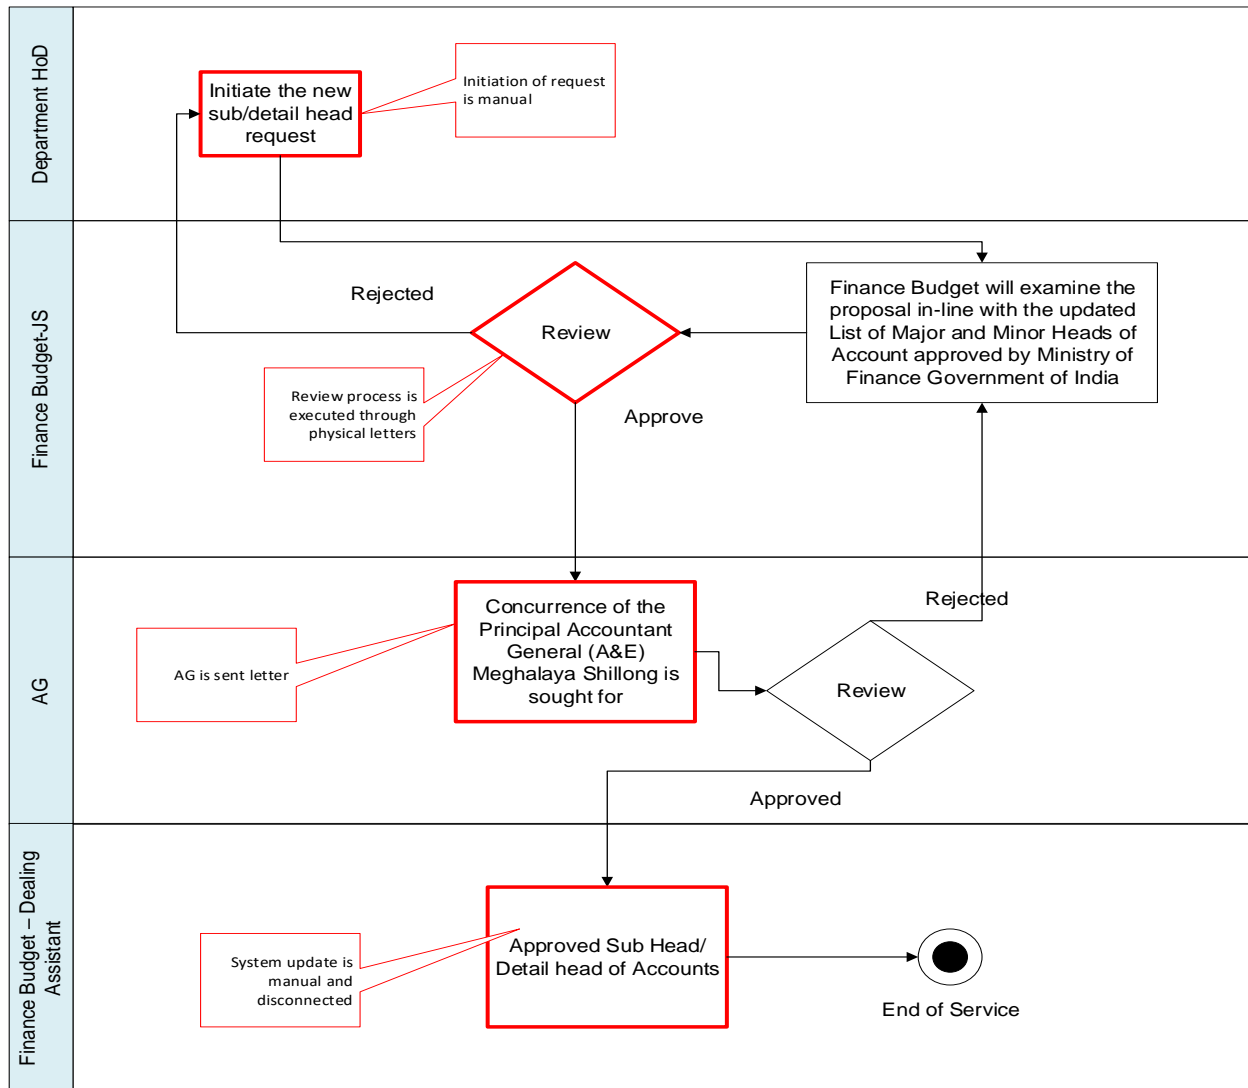 Department HoD
Initiate the new
sub/detail head
request
Initiation of request
is manual
Finance Budget-JS
Rejected
Review
Approve
Review process is
executed through
physical letters
Finance Budget will examine the
proposal in-line with the updated
List of Major and Minor Heads of
Account approved by Ministry of
Finance Government of India
AG
AG is sent letter
Concurrence of the
Principal Accountant
General (A&E)
Meghalaya Shillong is
sought for
Rejected
Review
Approved
Finance Budget – Dealing
Assistant
System update is
manual and
disconnected
Approved Sub Head/
Detail head of Accounts
End of Service